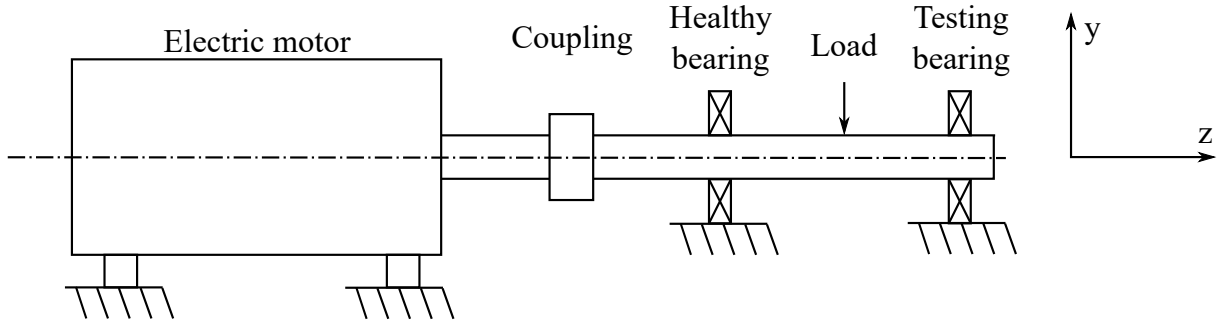 Electric motor
Coupling
Healthy
bearing
Load
Testing
bearing
y
z